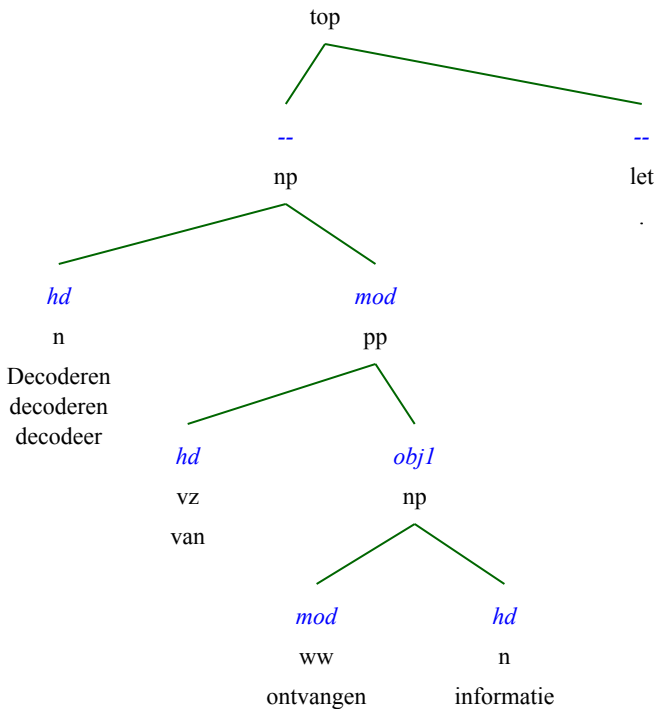 top
-- --
np let
.
hd mod
n pp
Decoderen
decoderen
decodeer
hd obj1
vz np
van
mod hd
ww n
ontvangen informatie